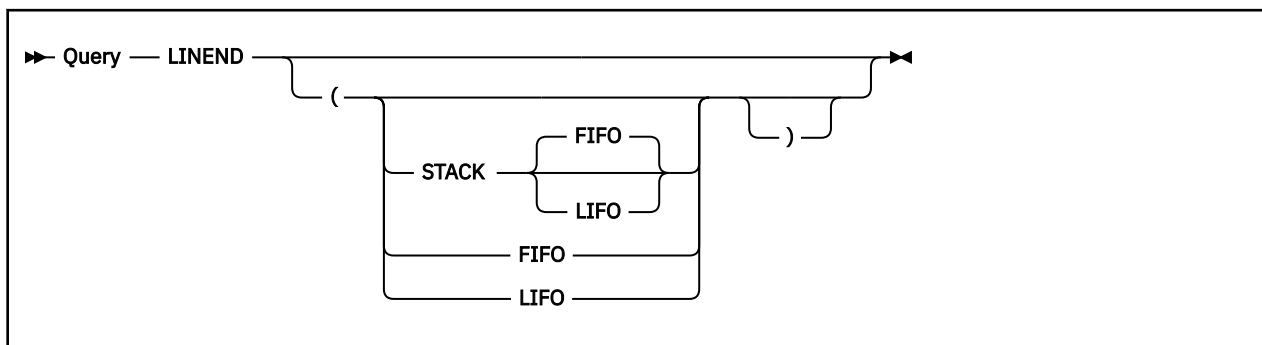 Query LINEND
(
)
FIFO
STACK
LIFO
FIFO
LIFO